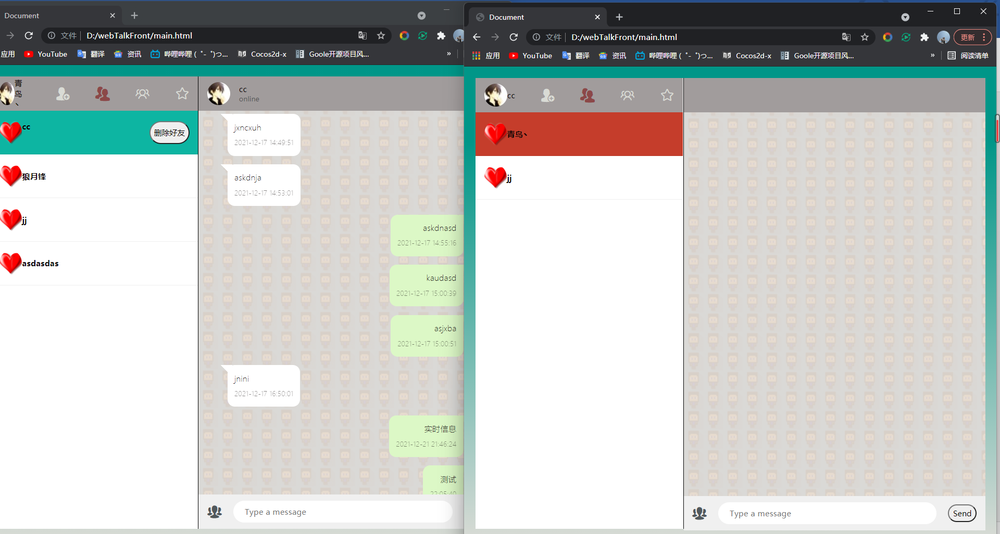 Document
文件 D:/webTalkFront/main.html
应用 YouTube 翻译 资讯 哔哩哔哩 ( ゜- ゜)つ... Cocos2d-x Goole开源项目风... »
青鸟、
cc
online
cc
删除好友
狼月锋
jj
asdasdas
jxncxuh
2021-12-17 14:49:51
askdnja
2021-12-17 14:53:01
askdnasd
2021-12-17 14:55:16
kaudasd
2021-12-17 15:00:39
asjxba
2021-12-17 15:00:51
jnini
2021-12-17 16:50:01
实时信息
2021-12-21 21:46:24
测试
22:05:40
Type a message
Document
文件 D:/webTalkFront/main.html 更新
应用 YouTube 翻译 资讯 哔哩哔哩 ( ゜- ゜)つ... Cocos2d-x Goole开源项目风... » 阅读清单
cc
青鸟、
jj
Type a message
Send